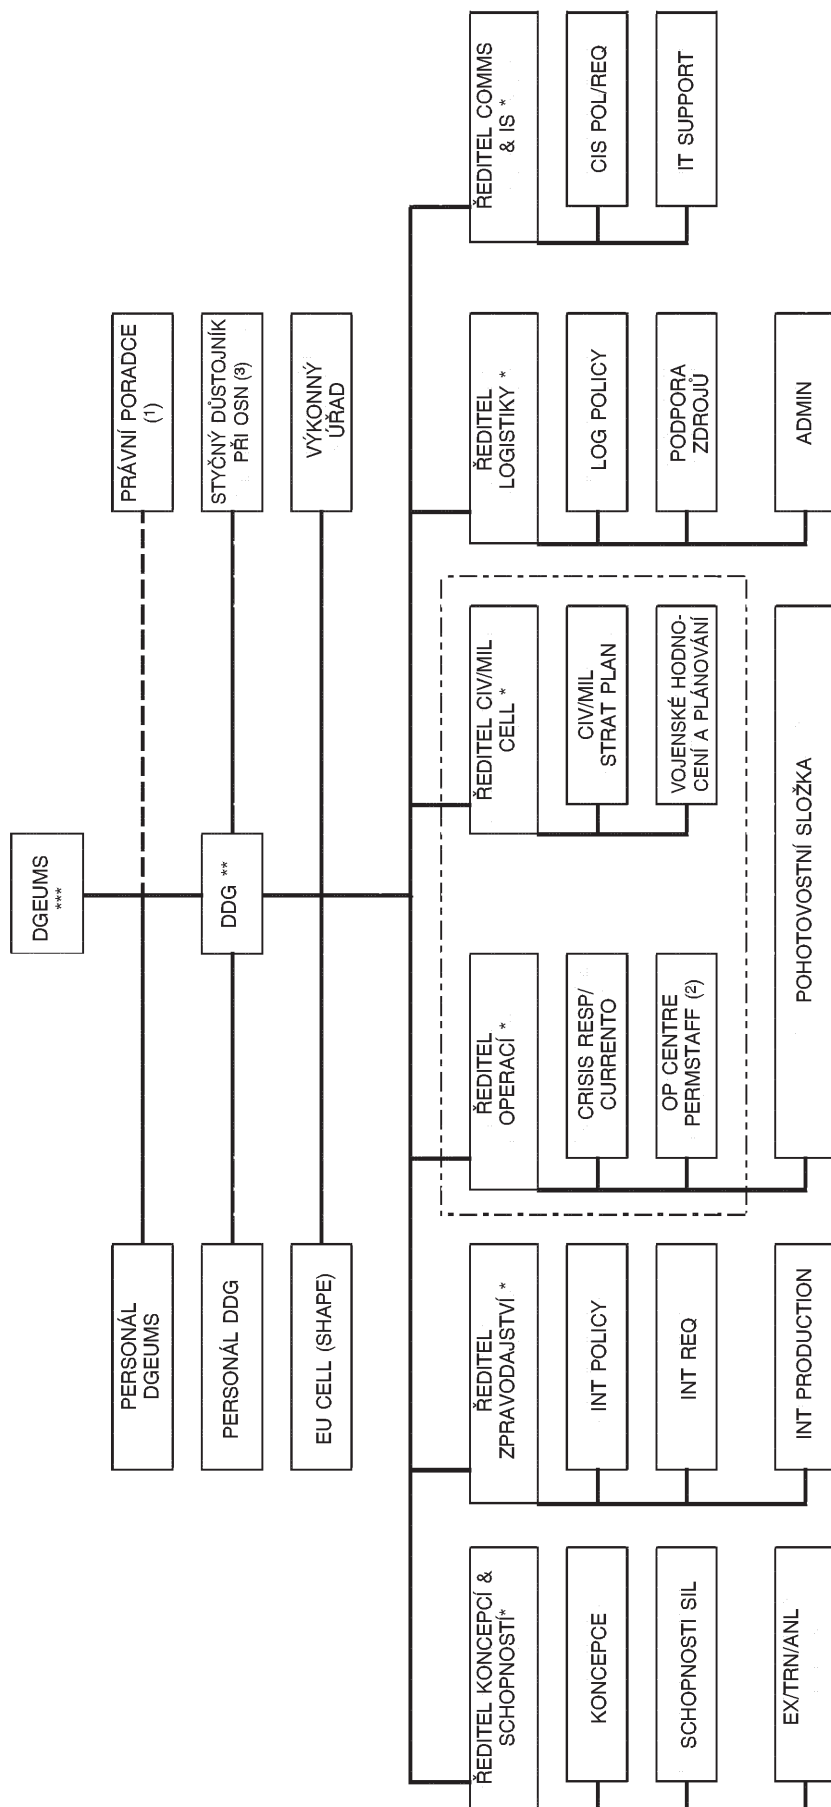 DGEUMS
***
PERSONÁL
DGEUMS
PRÁVNÍ PORADCE
(1)
PERSONÁL DDG
DDG **
STYČNÝ DŮSTOJNÍK
PŘI OSN (3)
EU CELL (SHAPE)
VÝKONNÝ
ÚŘAD
ŘEDITEL KONCEPCÍ &
SCHOPNOSTÍ*
KONCEPCE
SCHOPNOSTI SIL
EX/TRN/ANL
ŘEDITEL
ZPRAVODAJSTVÍ *
INT POLICY
INT REQ
INT PRODUCTION
ŘEDITEL
OPERACÍ *
CRISIS RESP/
CURRENTO
OP CENTRE
PERMSTAFF (2)
POHOTOVOSTNÍ SLOŽKA
ŘEDITEL CIV/MIL
CELL *
CIV/MIL
STRAT PLAN
VOJENSKÉ HODNO-
CENÍ A PLÁNOVÁNÍ
ŘEDITEL
LOGISTIKY *
LOG POLICY
PODPORA
ZDROJŮ
ADMIN
ŘEDITEL COMMS
& IS *
CIS POL/REQ
IT SUPPORT